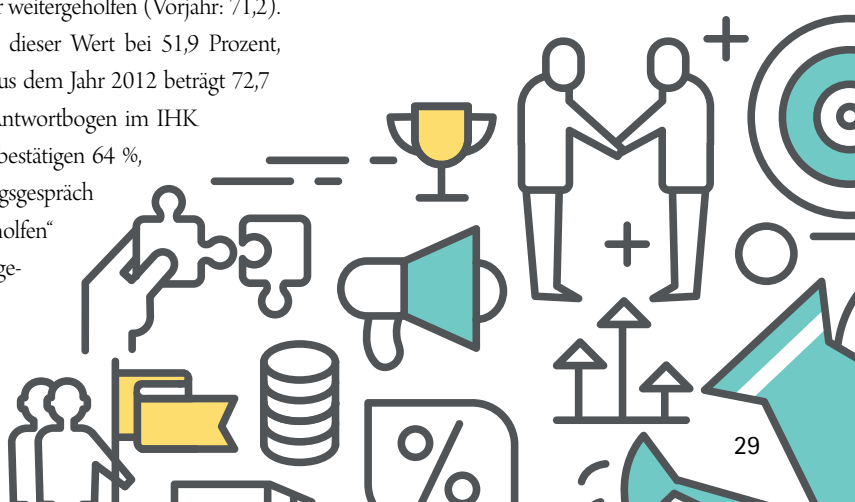 weitergeholfen (Vorjahr: 71,2).
dieser Wert bei 51,9 Prozent,
us dem Jahr 2012 beträgt 72,7
ntwortbogen im IHK
bestätigen 64 %,
gsgespräch
olfen“
ge-
29